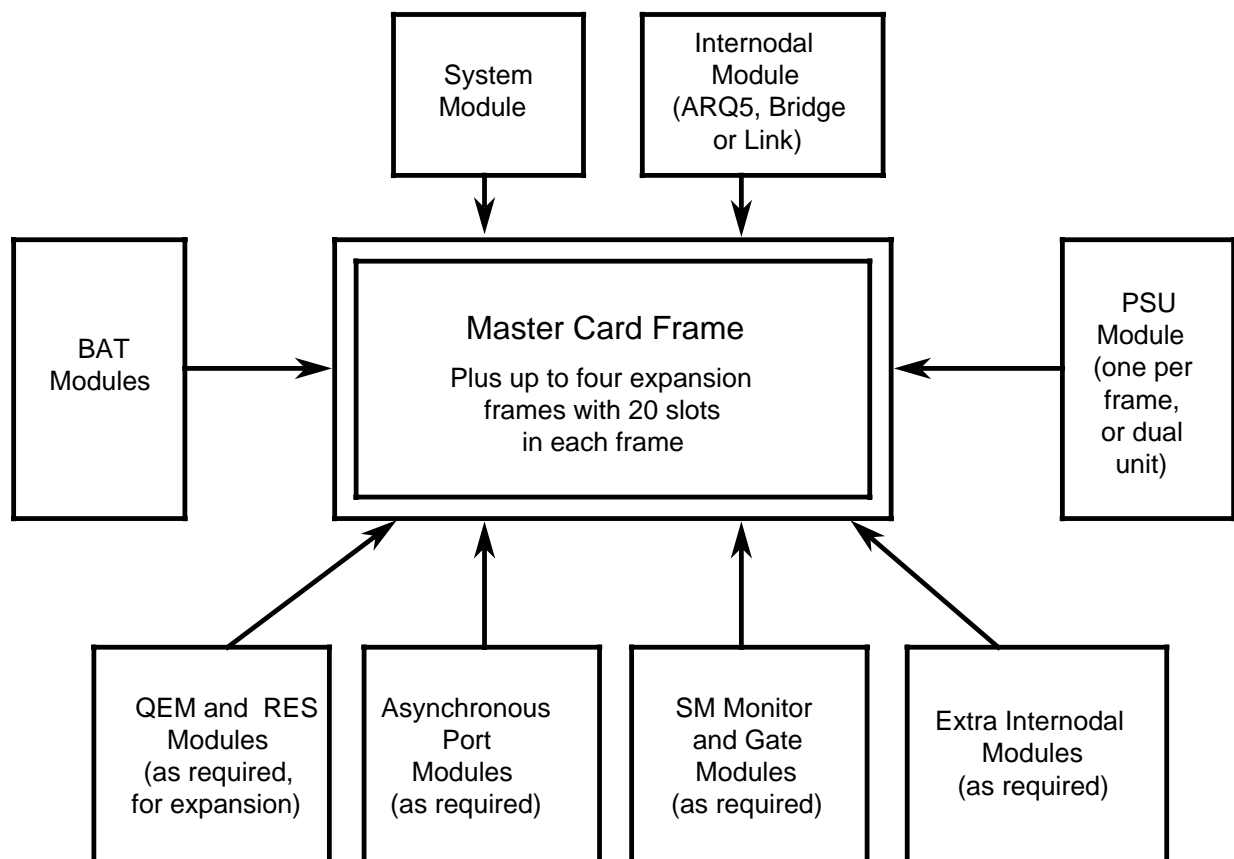 System
Module
Internodal
Module
(ARQ5, Bridge
or Link)
BAT
Modules
Master Card Frame
Plus up to four expansion
frames with 20 slots
in each frame
PSU
Module
(one per
frame,
or dual
unit)
QEM and RES
Modules
(as required,
for expansion)
Asynchronous
Port
Modules
(as required)
SM Monitor
and Gate
Modules
(as required)
Extra Internodal
Modules
(as required)